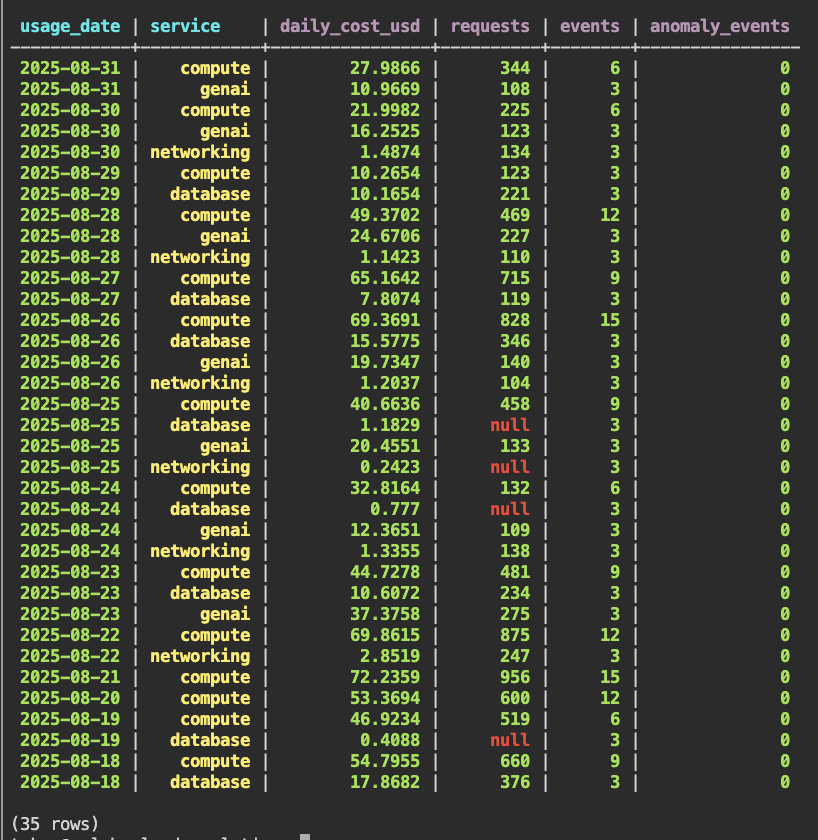 usage_date | service | daily_cost_usd | requests | events | anomaly_events
2025-08-31 | compute | 27.9866 | 344 | 6 | 0
2025-08-31 | genai | 10.9669 | 108 | 3 | 0
2025-08-30 | compute | 21.9982 | 225 | 6 | 0
2025-08-30 | genai | 16.2525 | 123 | 3 | 0
2025-08-30 | networking | 1.4874 | 134 | 3 | 0
2025-08-29 | compute | 10.2654 | 123 | 3 | 0
2025-08-29 | database | 10.1654 | 221 | 3 | 0
2025-08-28 | compute | 49.3702 | 469 | 12 | 0
2025-08-28 | genai | 24.6706 | 227 | 3 | 0
2025-08-28 | networking | 1.1423 | 110 | 3 | 0
2025-08-27 | compute | 65.1642 | 715 | 9 | 0
2025-08-27 | database | 7.8074 | 119 | 3 | 0
2025-08-26 | compute | 69.3691 | 828 | 15 | 0
2025-08-26 | database | 15.5775 | 346 | 3 | 0
2025-08-26 | genai | 19.7347 | 140 | 3 | 0
2025-08-26 | networking | 1.2037 | 104 | 3 | 0
2025-08-25 | compute | 40.6636 | 458 | 9 | 0
2025-08-25 | database | 1.1829 | null | 3 | 0
2025-08-25 | genai | 20.4551 | 133 | 3 | 0
2025-08-25 | networking | 0.2423 | null | 3 | 0
2025-08-24 | compute | 32.8164 | 132 | 6 | 0
2025-08-24 | database | 0.777 | null | 3 | 0
2025-08-24 | genai | 12.3651 | 109 | 3 | 0
2025-08-24 | networking | 1.3355 | 138 | 3 | 0
2025-08-23 | compute | 44.7278 | 481 | 9 | 0
2025-08-23 | database | 10.6072 | 234 | 3 | 0
2025-08-23 | genai | 37.3758 | 275 | 3 | 0
2025-08-22 | compute | 69.8615 | 875 | 12 | 0
2025-08-22 | networking | 2.8519 | 247 | 3 | 0
2025-08-21 | compute | 72.2359 | 956 | 15 | 0
2025-08-20 | compute | 53.3694 | 600 | 12 | 0
2025-08-19 | compute | 46.9234 | 519 | 6 | 0
2025-08-19 | database | 0.4088 | null | 3 | 0
2025-08-18 | compute | 54.7955 | 660 | 9 | 0
2025-08-18 | database | 17.8682 | 376 | 3 | 0
(35 rows)